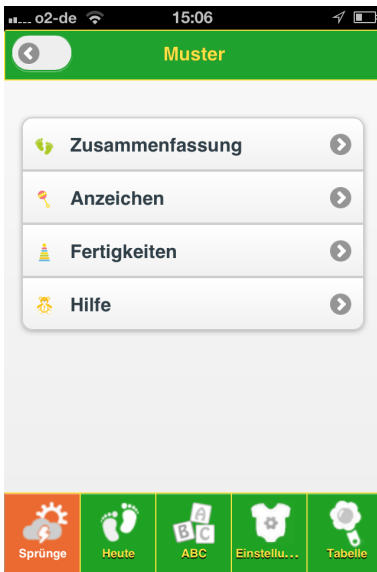 o2-de 15:06
Muster
Zusammenfassung
Anzeichen
Fertigkeiten
Hilfe
A
B C
Sprünge Heute ABC Einstellu... Tabelle